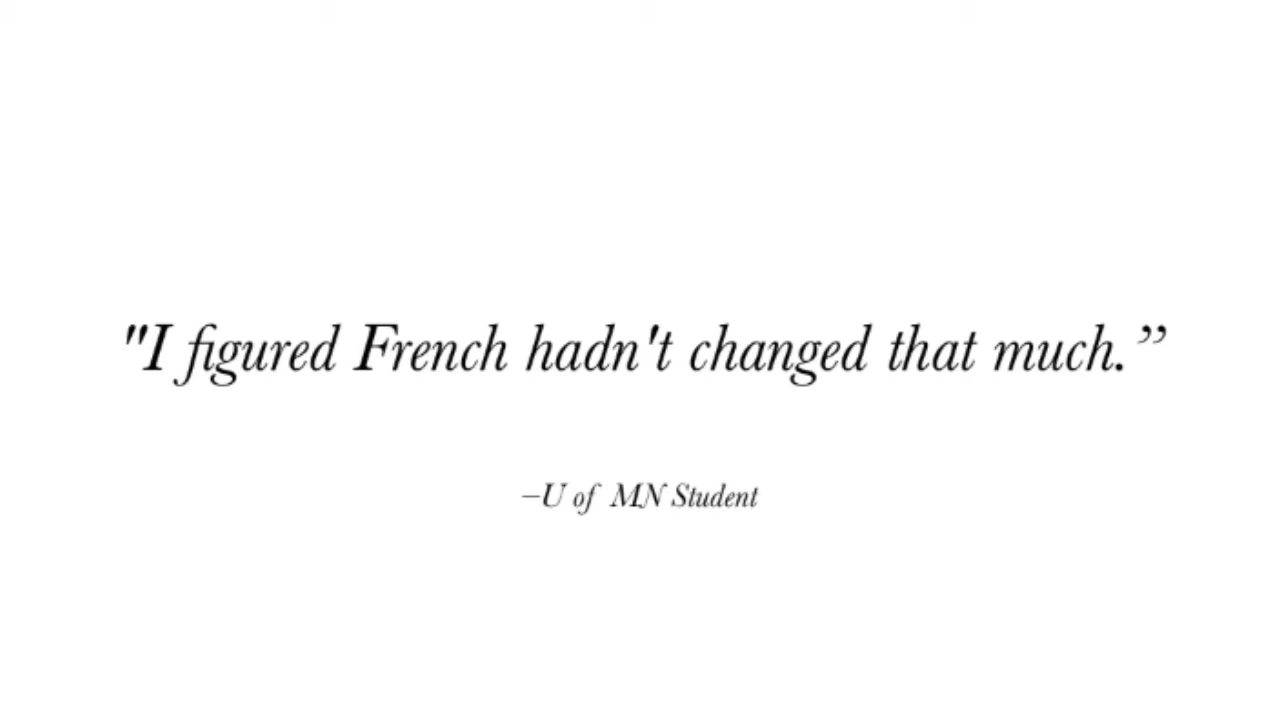 "I figured French hadn't changed that much.”
–U of MN Student